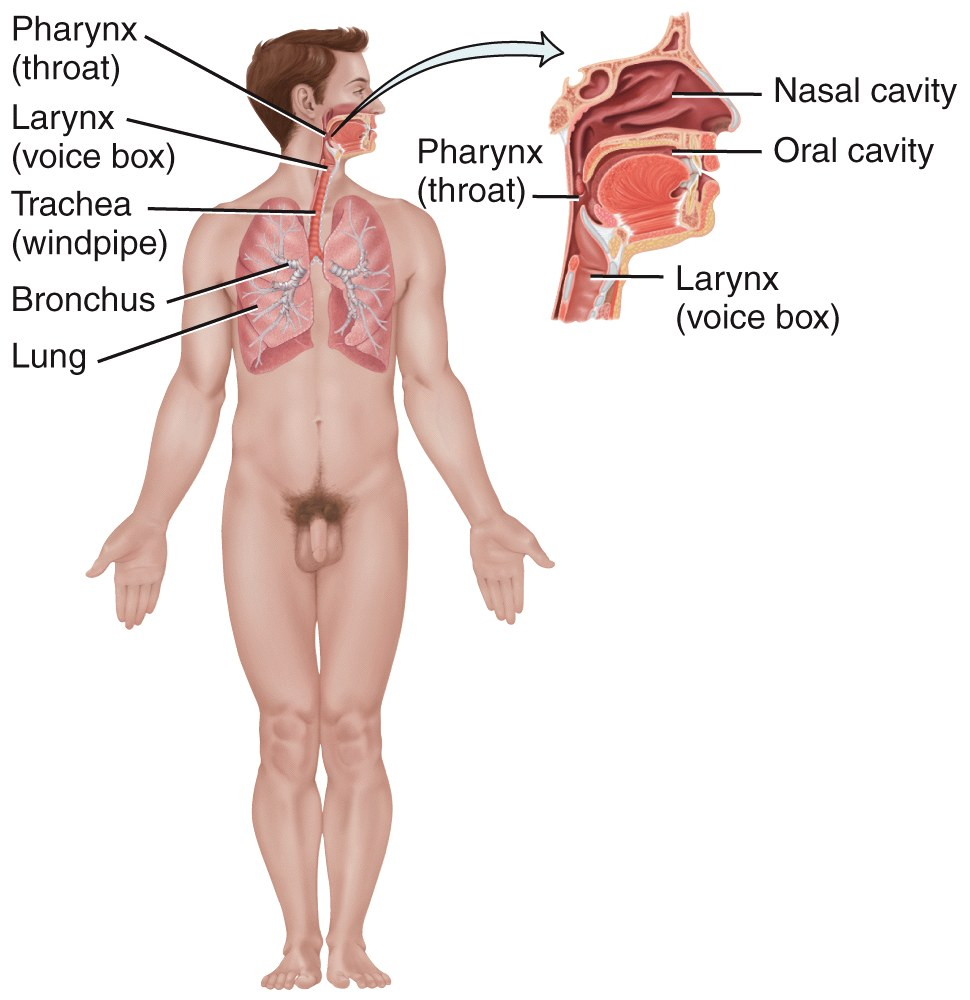 Pharynx
(throat)
Larynx
(voice box)
Trachea
(windpipe)
Bronchus
Lung
Nasal cavity
Oral cavity
Pharynx
(throat)
Larynx
(voice box)